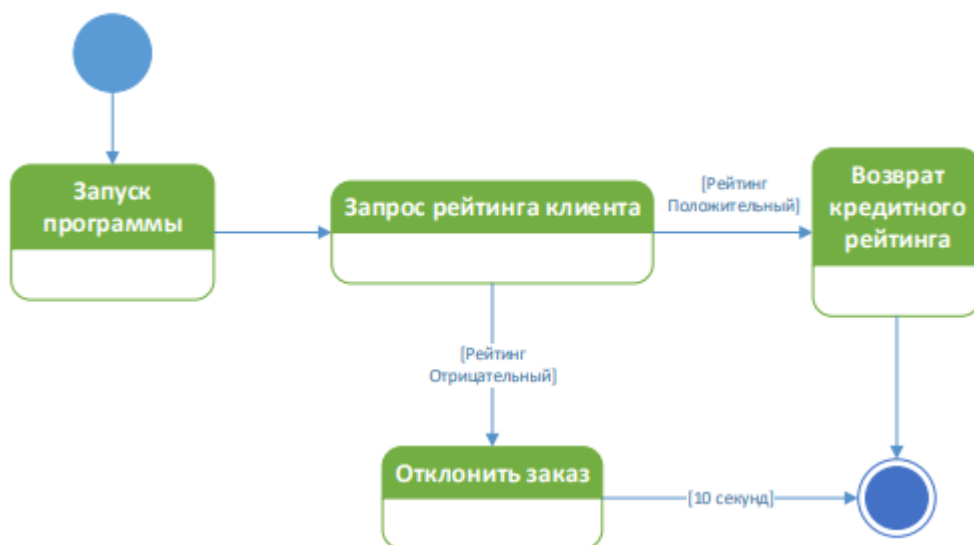 Запуск
программы
Запрос рейтинга клиента
[Рейтинг
Положительный]
Возврат
кредитного
рейтинга
[Рейтинг
Отрицательный]
Отклонить заказ
[10 секунд]